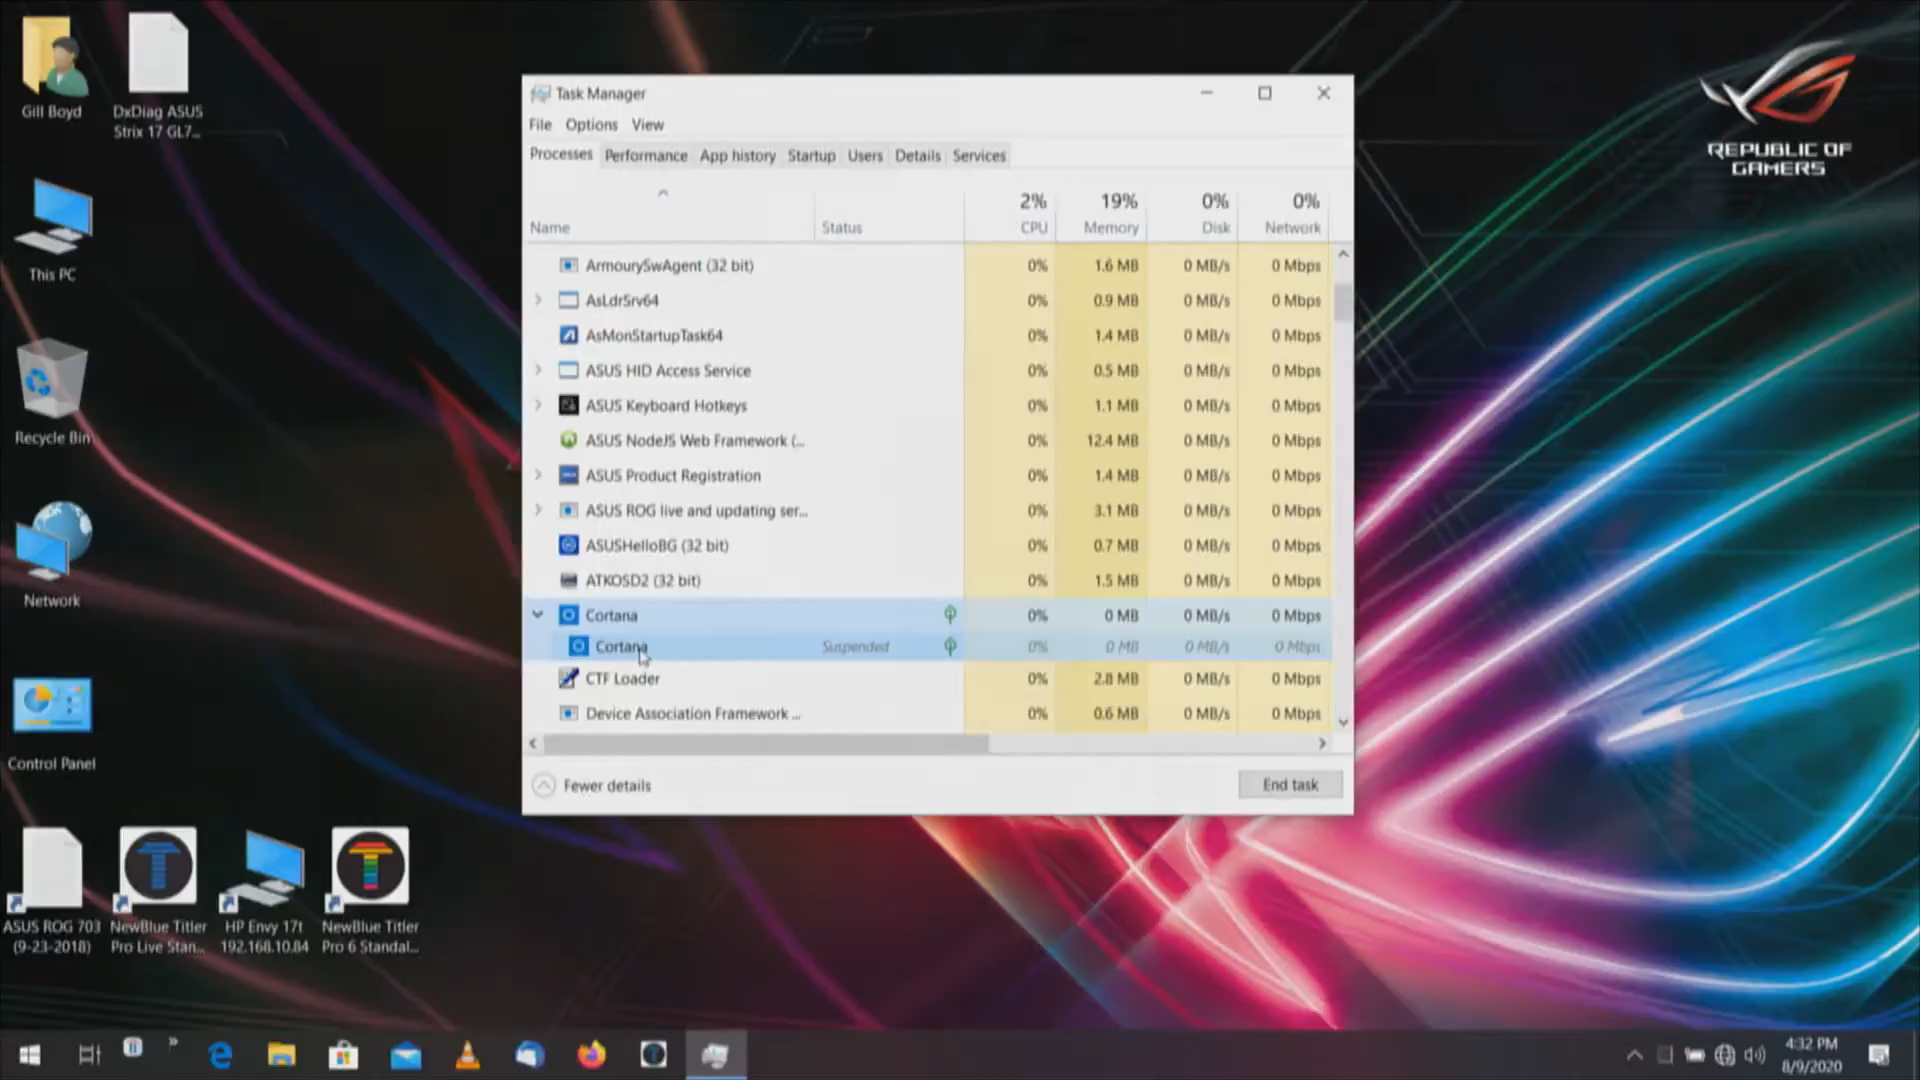 Gill Boyd
DxDiag ASUS
Strix 17 GL7...
This PC
Recycle Bin
Network
Control Panel
ASUS ROG 703
(9-23-2018)
NewBlue Titler
Pro Live Stan...
HP Envy 17t
192.168.10.84
NewBlue Titler
Pro 6 Standal...
REPUBLIC OF
GAMERS
Task Manager
File Options View
Processes Performance App history Startup Users Details Services
2% 19% 0% 0%
Name Status CPU Memory Disk Network
ArmourySwAgent (32 bit) 0% 1.6 MB 0 MB/s 0 Mbps
AsLdrSrv64 0% 0.9 MB 0 MB/s 0 Mbps
AsMonStartupTask64 0% 1.4 MB 0 MB/s 0 Mbps
ASUS HID Access Service 0% 0.5 MB 0 MB/s 0 Mbps
ASUS Keyboard Hotkeys 0% 1.1 MB 0 MB/s 0 Mbps
ASUS NodeJS Web Framework (... 0% 12.4 MB 0 MB/s 0 Mbps
ASUS Product Registration 0% 1.4 MB 0 MB/s 0 Mbps
ASUS ROG live and updating ser... 0% 3.1 MB 0 MB/s 0 Mbps
ASUSHelloBG (32 bit) 0% 0.7 MB 0 MB/s 0 Mbps
ATKOSD2 (32 bit) 0% 1.5 MB 0 MB/s 0 Mbps
Cortana 0% 0 MB 0 MB/s 0 Mbps
Cortana Suspended 0% 0 MB 0 MB/s 0 Mbps
CTF Loader 0% 2.8 MB 0 MB/s 0 Mbps
Device Association Framework ... 0% 0.6 MB 0 MB/s 0 Mbps
Fewer details End task
4:32 PM
8/9/2020